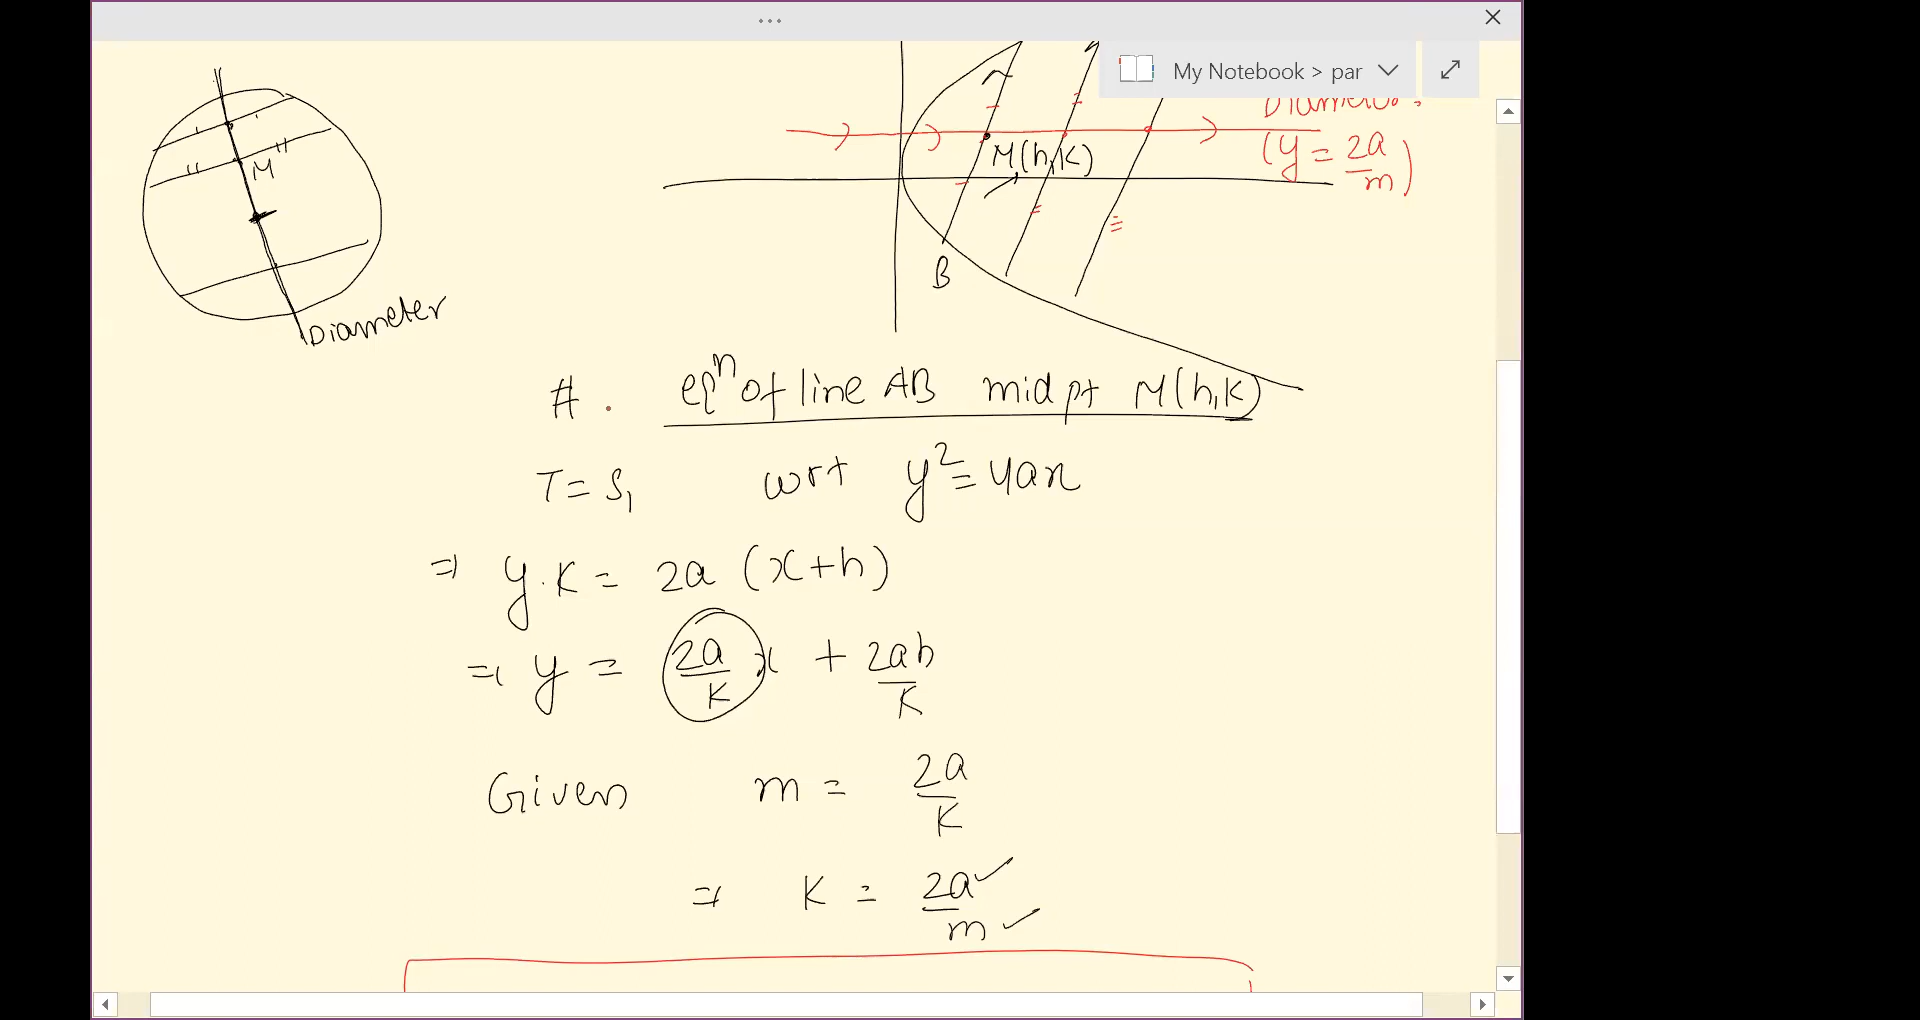 My Notebook > par
Diameter:
(y = 2a/m)
M(h,K)
M
B
Diameter
# . eqⁿ of line AB mid pt M(h,K)
T = S₁ wrt y² = 4ax
⇒ y.K = 2a (x+h)
⇒ y = 2a/K x + 2ah/K
Given m = 2a/K
⇒ K = 2a/m